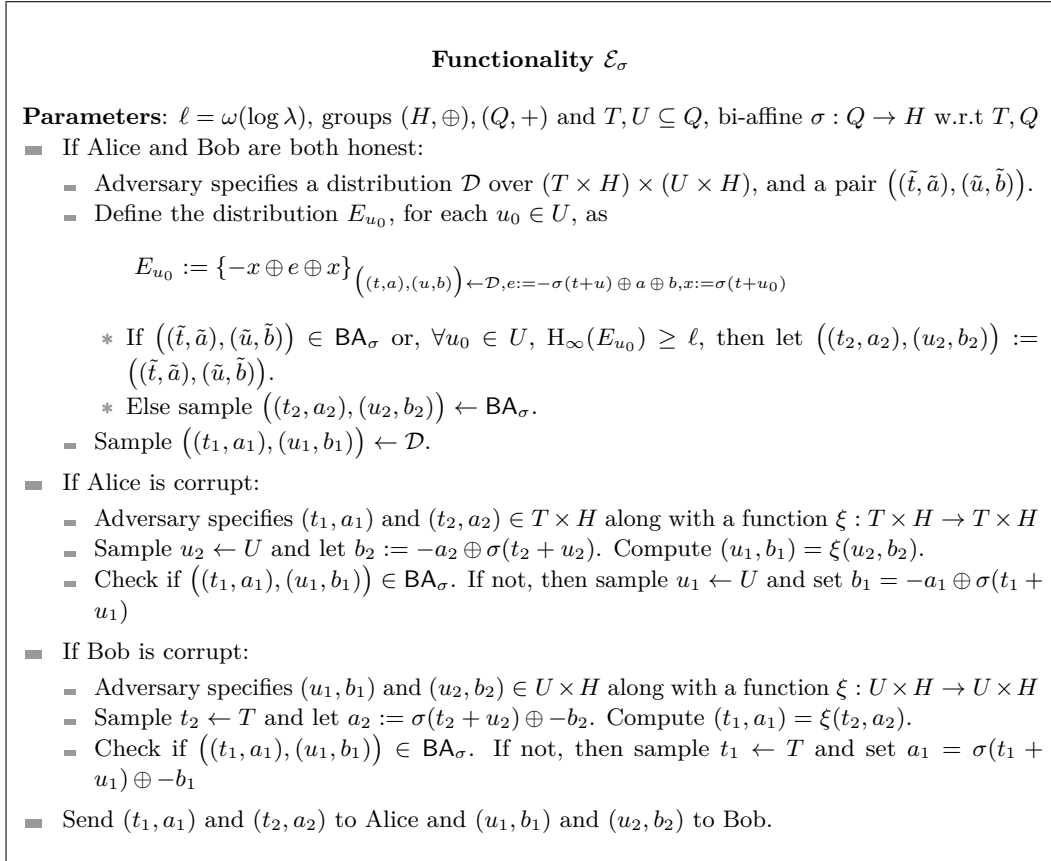 Functionality 𝓔_σ
Parameters: ℓ = ω(log λ), groups (H, ⊕), (Q, +) and T, U ⊆ Q, bi-affine σ : Q → H w.r.t T, Q
If Alice and Bob are both honest:
Adversary specifies a distribution 𝒟 over (T × H) × (U × H), and a pair ((t̃, ã), (ũ, b̃)).
Define the distribution E_{u_0}, for each u_0 ∈ U, as
E_{u_0} := {−x ⊕ e ⊕ x}_{((t,a),(u,b))←𝒟, e:=−σ(t+u) ⊕ a ⊕ b, x:=σ(t+u_0)}
∗ If ((t̃, ã), (ũ, b̃)) ∈ BA_σ or, ∀u_0 ∈ U, H_∞(E_{u_0}) ≥ ℓ, then let ((t_2, a_2), (u_2, b_2)) :=
((t̃, ã), (ũ, b̃)).
∗ Else sample ((t_2, a_2), (u_2, b_2)) ← BA_σ.
Sample ((t_1, a_1), (u_1, b_1)) ← 𝒟.
If Alice is corrupt:
Adversary specifies (t_1, a_1) and (t_2, a_2) ∈ T × H along with a function ξ : T × H → T × H
Sample u_2 ← U and let b_2 := −a_2 ⊕ σ(t_2 + u_2). Compute (u_1, b_1) = ξ(u_2, b_2).
Check if ((t_1, a_1), (u_1, b_1)) ∈ BA_σ. If not, then sample u_1 ← U and set b_1 = −a_1 ⊕ σ(t_1 +
u_1)
If Bob is corrupt:
Adversary specifies (u_1, b_1) and (u_2, b_2) ∈ U × H along with a function ξ : U × H → U × H
Sample t_2 ← T and let a_2 := σ(t_2 + u_2) ⊕ −b_2. Compute (t_1, a_1) = ξ(t_2, a_2).
Check if ((t_1, a_1), (u_1, b_1)) ∈ BA_σ. If not, then sample t_1 ← T and set a_1 = σ(t_1 +
u_1) ⊕ −b_1
Send (t_1, a_1) and (t_2, a_2) to Alice and (u_1, b_1) and (u_2, b_2) to Bob.